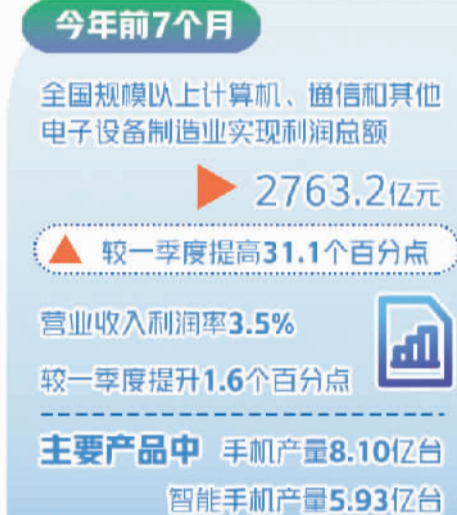 今年前7个月
全国规模以上计算机、通信和其他
电子设备制造业实现利润总额
2763.2亿元
较一季度提高31.1个百分点
营业收入利润率3.5%
较一季度提升1.6个百分点
主要产品中 手机产量8.10亿台
智能手机产量5.93亿台